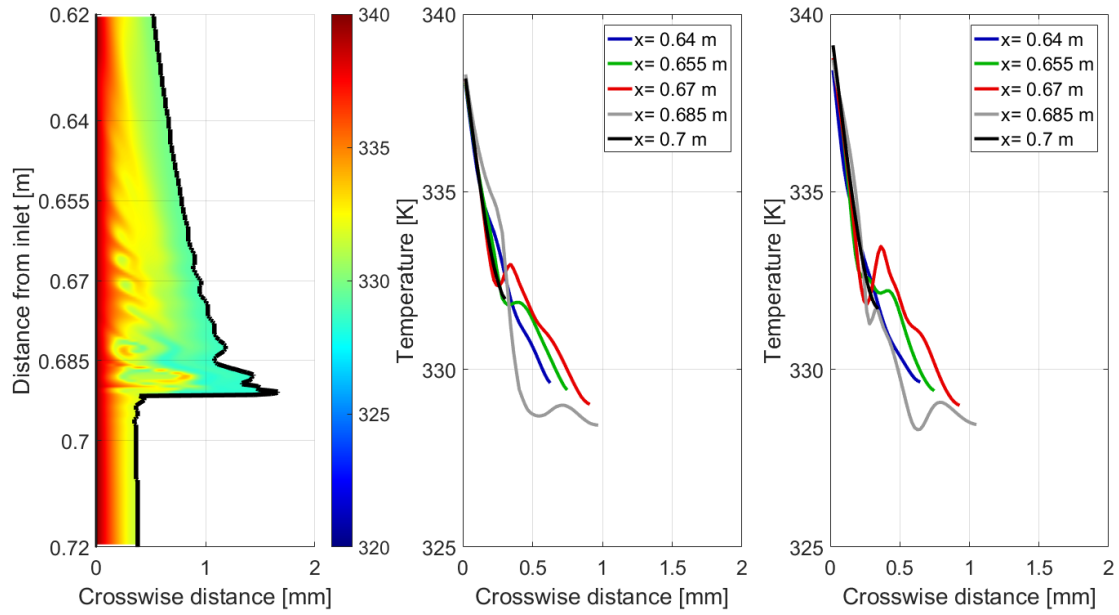 0.62
0.64
0.655
0.67
0.685
0.7
0.72
Distance from inlet [m]
0
1
2
Crosswise distance [mm]
340
335
330
325
320
340
335
330
325
Temperature [K]
0
0.5
1
1.5
2
Crosswise distance [mm]
x= 0.64 m
x= 0.655 m
x= 0.67 m
x= 0.685 m
x= 0.7 m
340
335
330
325
Temperature [K]
0
0.5
1
1.5
2
Crosswise distance [mm]
x= 0.64 m
x= 0.655 m
x= 0.67 m
x= 0.685 m
x= 0.7 m